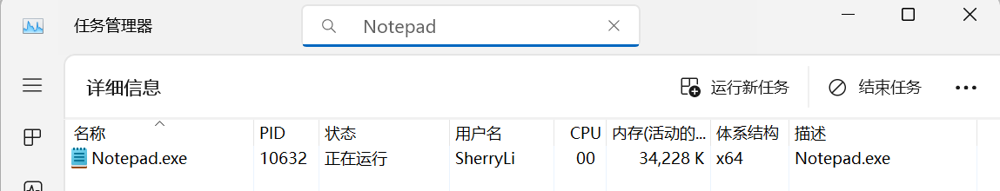 任务管理器 Notepad
详细信息 运行新任务 结束任务
名称 PID 状态 用户名 CPU 内存(活动的... 体系结构 描述
Notepad.exe 10632 正在运行 SherryLi 00 34,228 K x64 Notepad.exe